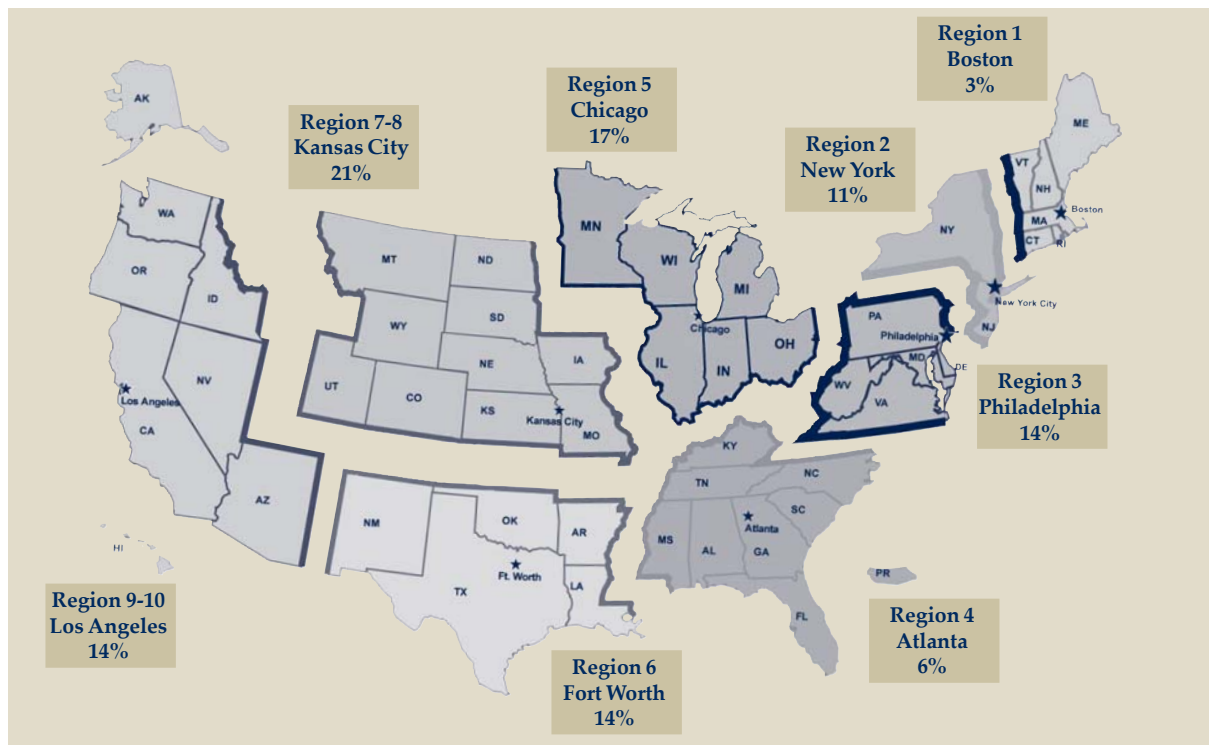 Region 1
Boston
3%
Region 5
Chicago
17%
Region 7-8
Kansas City
21%
Region 2
New York
11%
AK
ME
VT
NH
MA
Boston
CT
RI
NY
New York City
NJ
WA
OR
ID
NV
CA
Los Angeles
AZ
HI
MT
ND
SD
WY
NE
IA
UT
CO
KS
Kansas City
MO
MN
WI
MI
Chicago
IL
IN
OH
PA
Philadelphia
MD
DE
WV
VA
Region 3
Philadelphia
14%
KY
TN
NC
SC
MS
AL
GA
Atlanta
FL
PR
NM
OK
AR
TX
Ft. Worth
LA
Region 9-10
Los Angeles
14%
Region 6
Fort Worth
14%
Region 4
Atlanta
6%